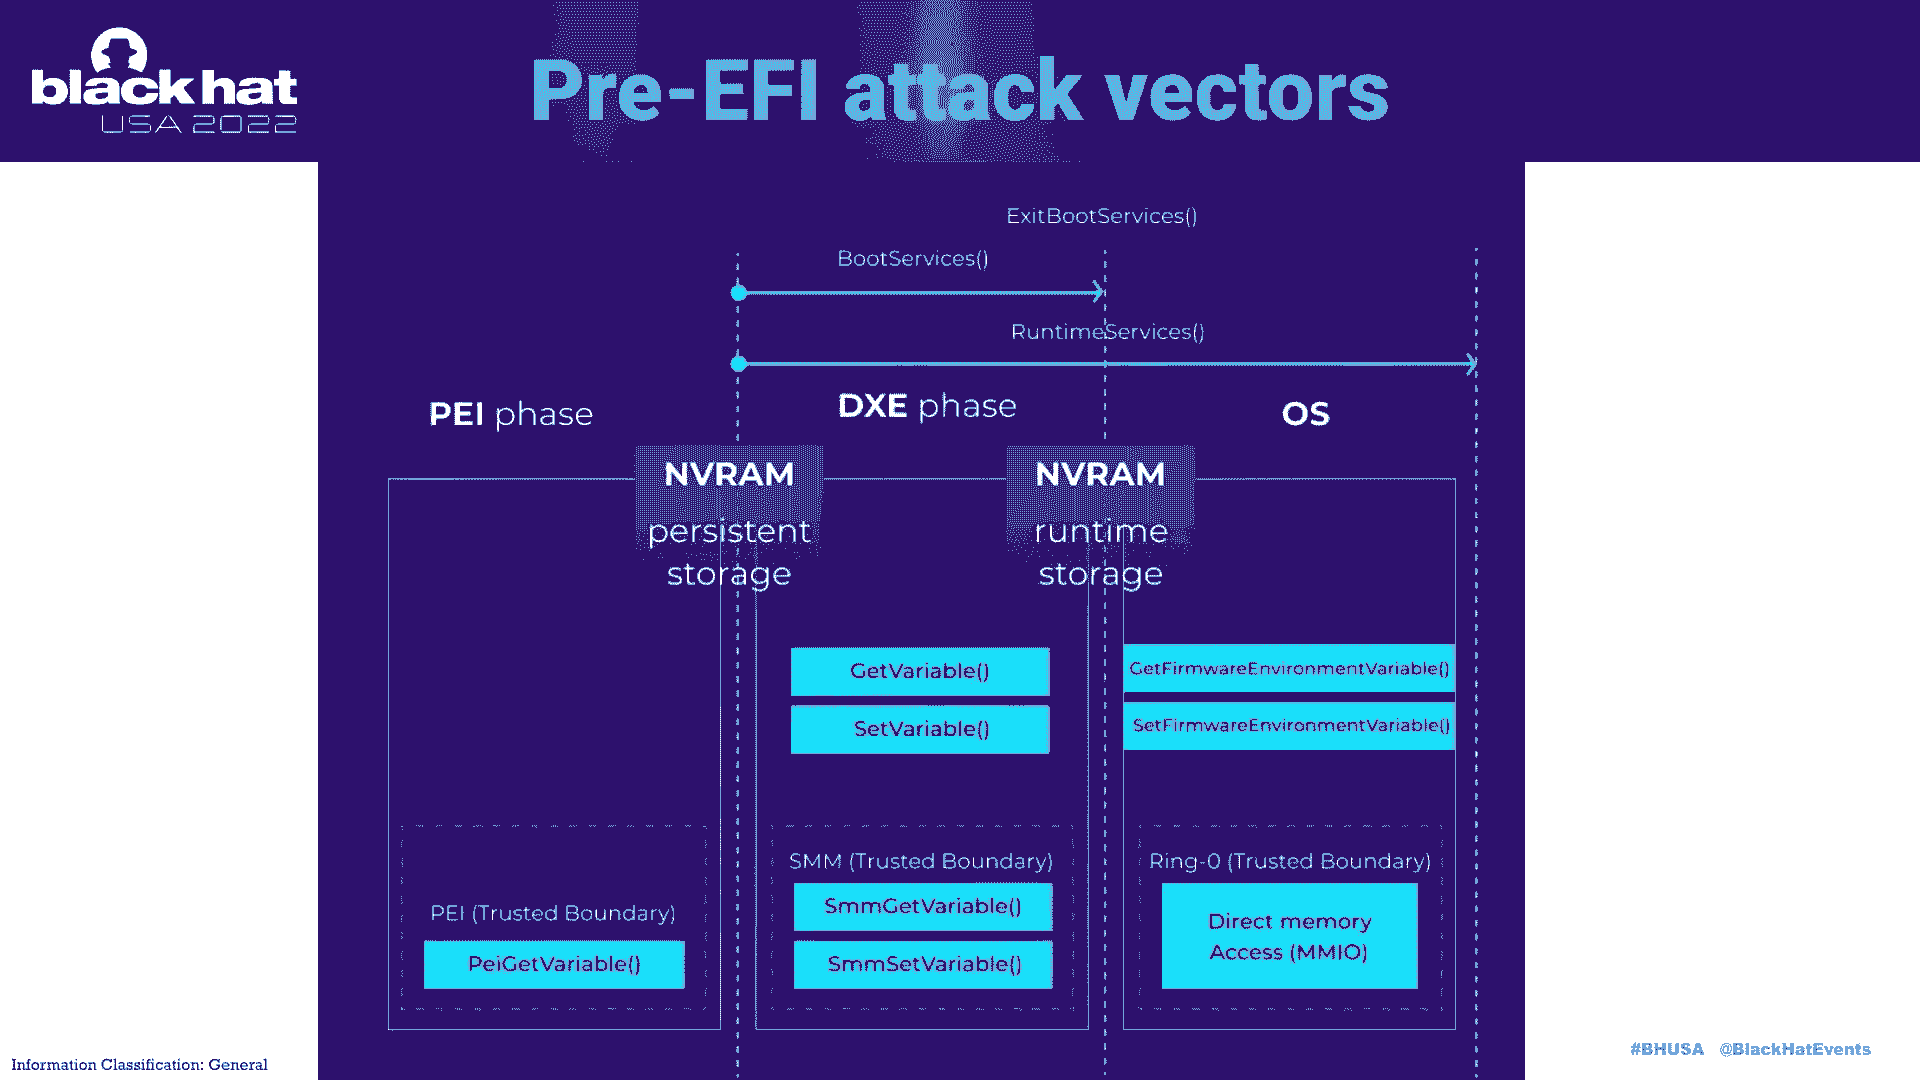 black hat
USA 2022
Pre-EFI attack vectors
ExitBootServices()
BootServices()
RuntimeServices()
PEI phase
DXE phase
OS
NVRAM
persistent
storage
NVRAM
runtime
storage
GetVariable()
SetVariable()
GetFirmwareEnvironmentVariable()
SetFirmwareEnvironmentVariable()
PEI (Trusted Boundary)
PeiGetVariable()
SMM (Trusted Boundary)
SmmGetVariable()
SmmSetVariable()
Ring-0 (Trusted Boundary)
Direct memory
Access (MMIO)
Information Classification: General
#BHUSA @BlackHatEvents